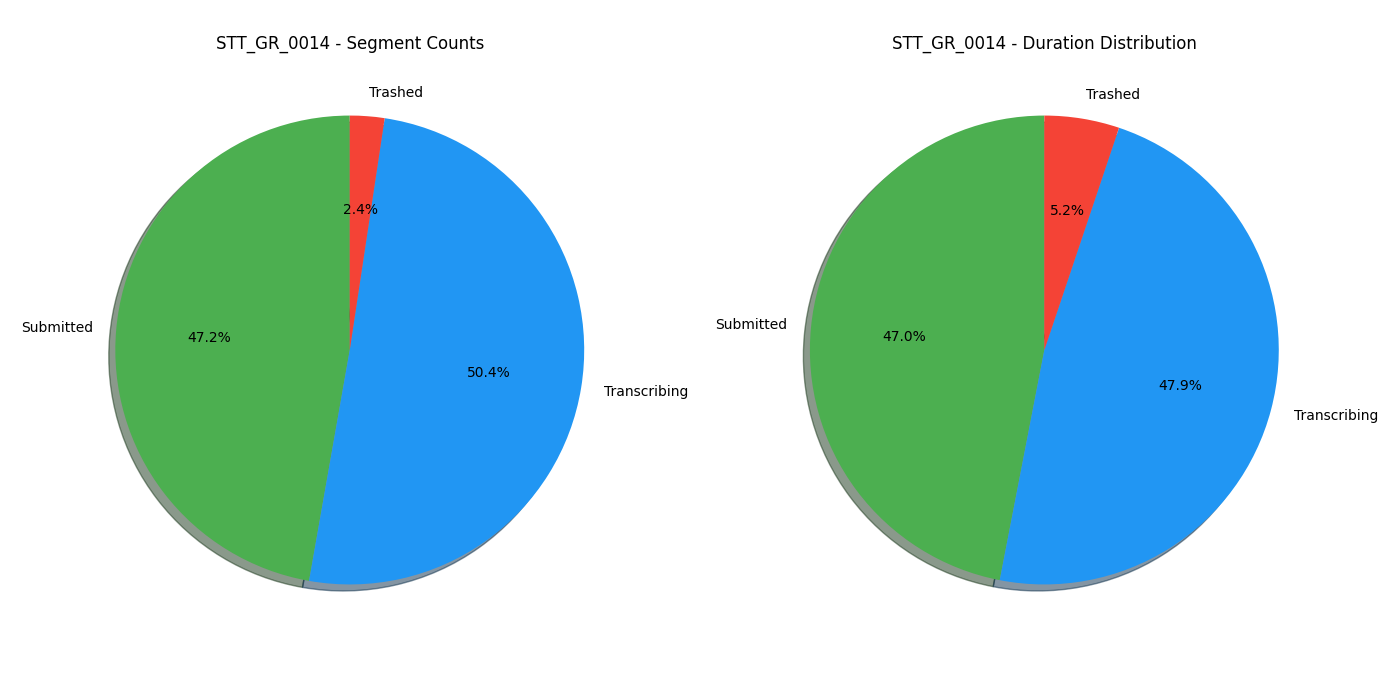 STT_GR_0014 - Segment Counts
Trashed
2.4%
Submitted
47.2%
50.4%
Transcribing
STT_GR_0014 - Duration Distribution
Trashed
5.2%
Submitted
47.0%
47.9%
Transcribing